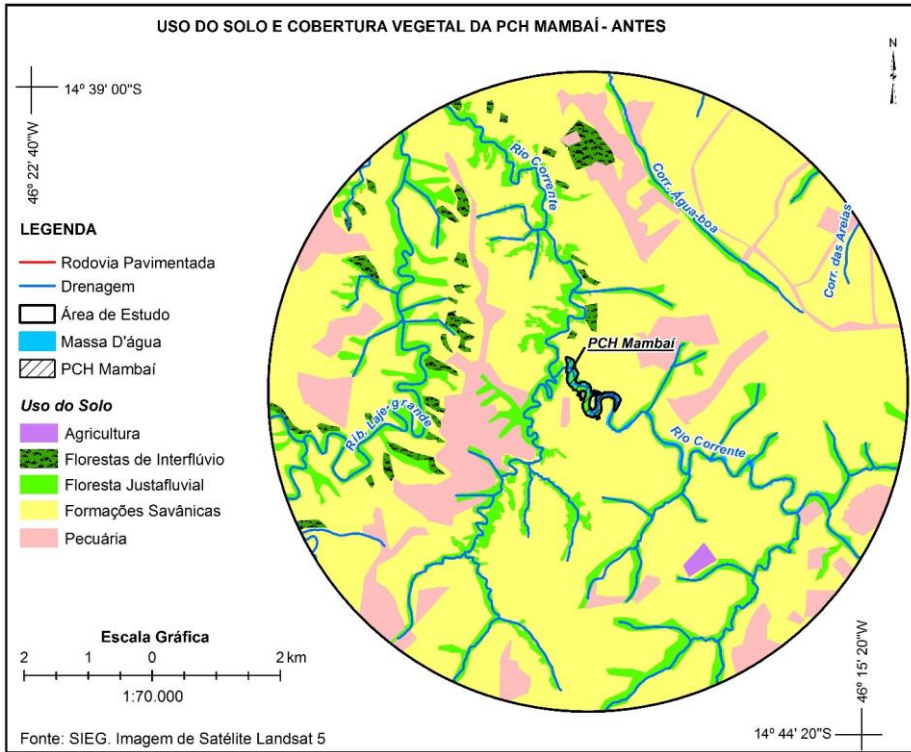 USO DO SOLO E COBERTURA VEGETAL DA PCH MAMBAÍ - ANTES
N
14º 39' 00"S
46º 22' 40"W
LEGENDA
Rodovia Pavimentada
Drenagem
Área de Estudo
Massa D'água
PCH Mambaí
Uso do Solo
Agricultura
Florestas de Interflúvio
Floresta Justafluvial
Formações Savânicas
Pecuária
Escala Gráfica
2 1 0 2 km
1:70.000
Fonte: SIEG. Imagem de Satélite Landsat 5
Rio Corrente
Corr. Água-boa
Corr. das Areias
PCH Mambaí
Rib. Laje-grande
Rio Corrente
46º 15' 20"W
14º 44' 20"S